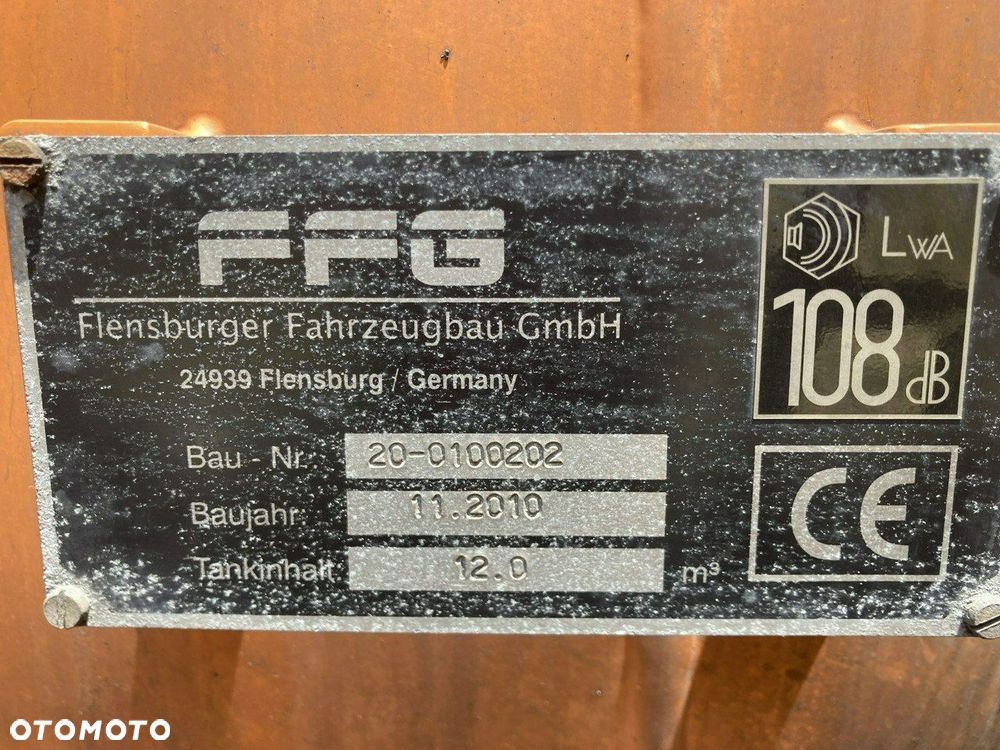 FFG
Flensburger Fahrzeugbau GmbH
24939 Flensburg / Germany
LWA
108 dB
Bau - Nr.: 20-0100202
Baujahr: 11.2010
Tankinhalt: 12.0 m³
CE
OTOMOTO